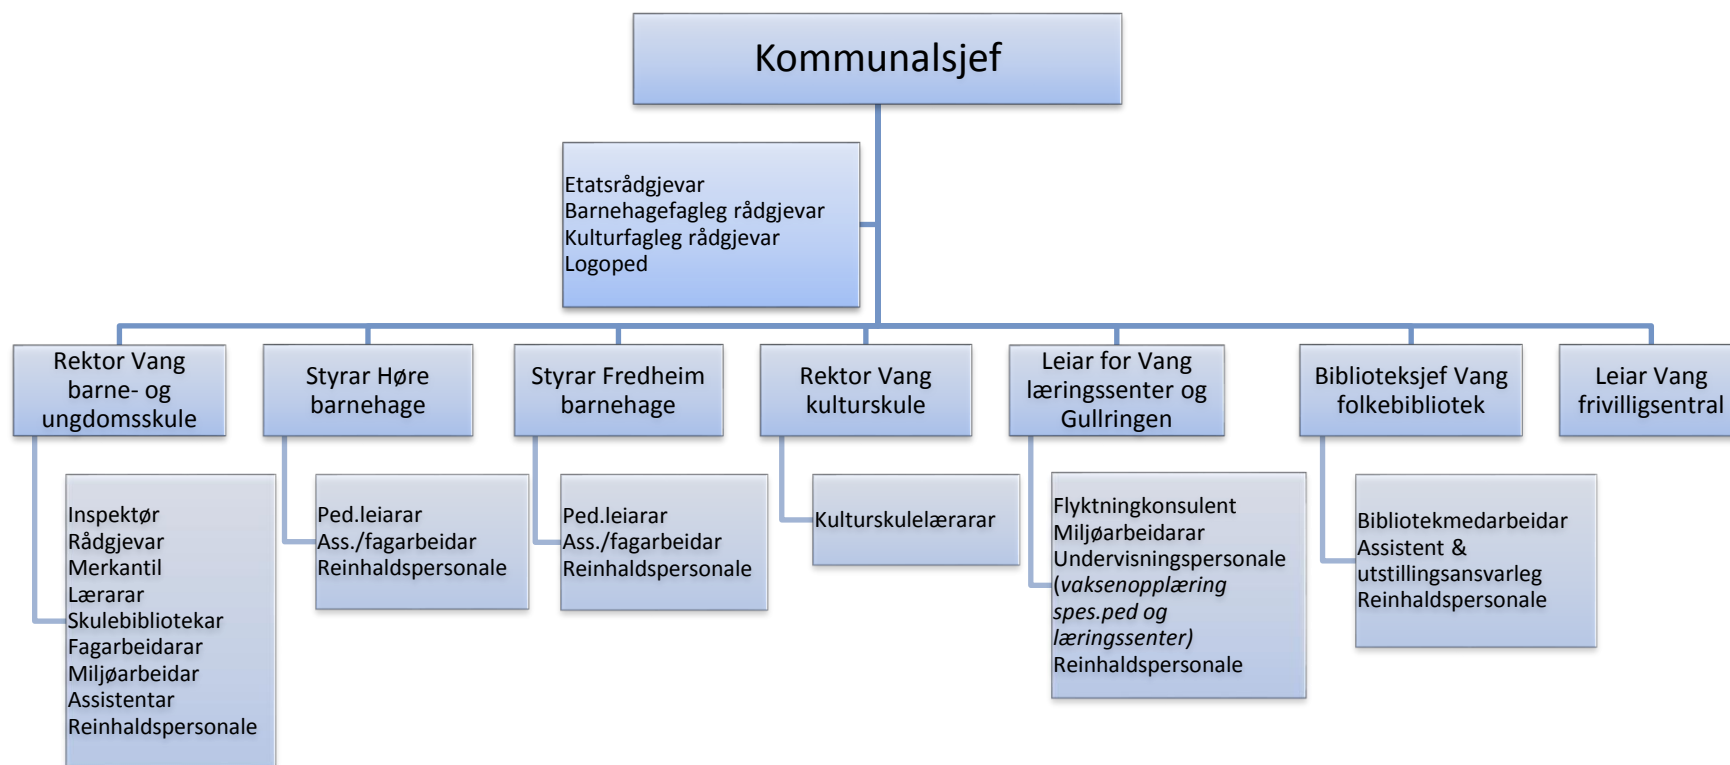 Kommunalsjef
Etatsrådgjevar
Barnehagefagleg rådgjevar
Kulturfagleg rådgjevar
Logoped
Rektor Vang
barne- og
ungdomsskule
Styrar Høre
barnehage
Styrar Fredheim
barnehage
Rektor Vang
kulturskule
Leiar for Vang
læringssenter og
Gullringen
Biblioteksjef Vang
folkebibliotek
Leiar Vang
frivilligsentral
Inspektør
Rådgjevar
Merkantil
Lærarar
Skulebibliotekar
Fagarbeidarar
Miljøarbeidar
Assistentar
Reinhaldspersonale
Ped.leiarar
Ass./fagarbeidar
Reinhaldspersonale
Ped.leiarar
Ass./fagarbeidar
Reinhaldspersonale
Kulturskulelærarar
Flyktningkonsulent
Miljøarbeidarar
Undervisningspersonale
(vaksenopplæring
spes.ped og
læringssenter)
Reinhaldspersonale
Bibliotekmedarbeidar
Assistent &
utstillingsansvarleg
Reinhaldspersonale